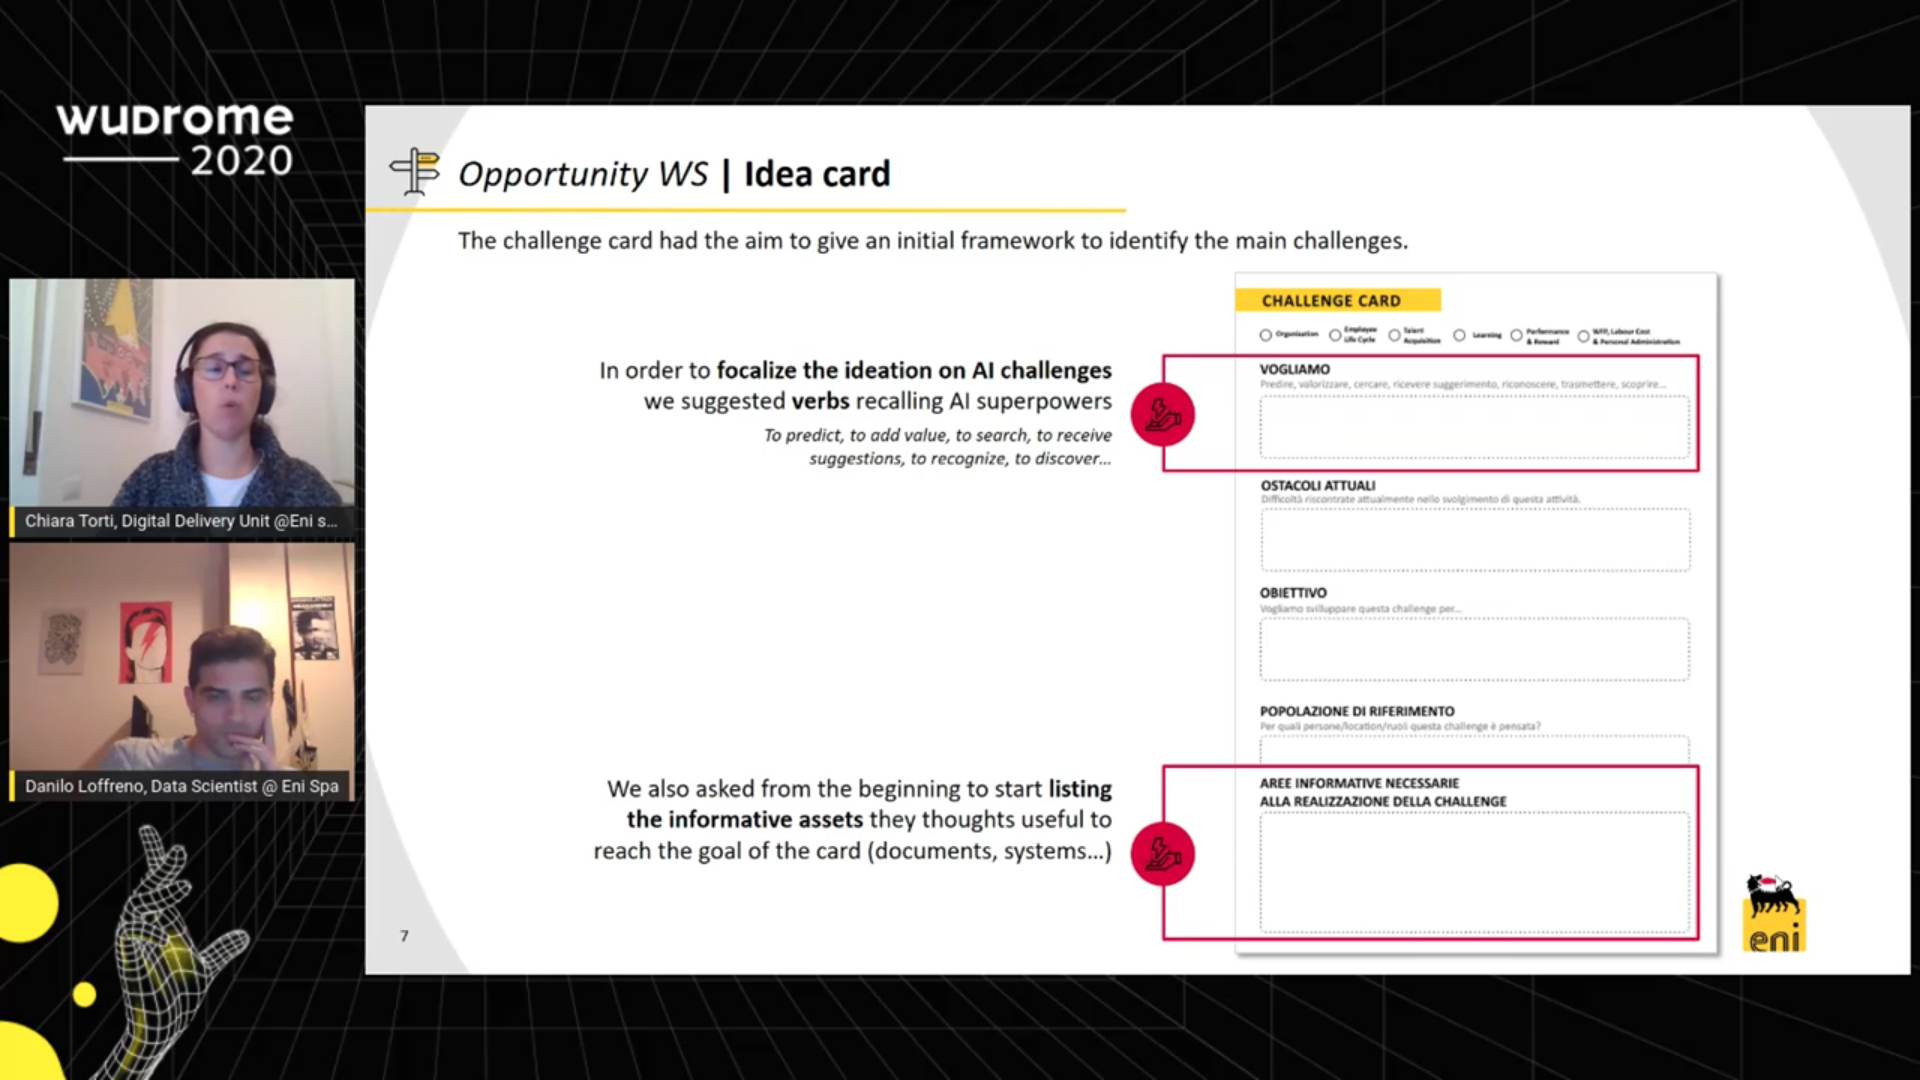 WUDrome
2020
Opportunity WS | Idea card
The challenge card had the aim to give an initial framework to identify the main challenges.
In order to focalize the ideation on AI challenges
we suggested verbs recalling AI superpowers
To predict, to add value, to search, to receive
suggestions, to recognize, to discover...
We also asked from the beginning to start listing
the informative assets they thoughts useful to
reach the goal of the card (documents, systems...)
CHALLENGE CARD
Organisation
Employee
Life Cycle
Talent
Acquisition
Learning
Performance
& Reward
WFP, Labour Cost
& Personal Administration
VOGLIAMO
Predire, valorizzare, cercare, ricevere suggerimento, riconoscere, trasmettere, scoprire...
OSTACOLI ATTUALI
Difficoltà riscontrate attualmente nello svolgimento di questa attività.
OBIETTIVO
Vogliamo sviluppare questa challenge per...
POPOLAZIONE DI RIFERIMENTO
Per quali persone/location/ruoli questa challenge è pensata?
AREE INFORMATIVE NECESSARIE
ALLA REALIZZAZIONE DELLA CHALLENGE
7
eni
Chiara Torti, Digital Delivery Unit @Eni s...
Danilo Loffreno, Data Scientist @ Eni Spa